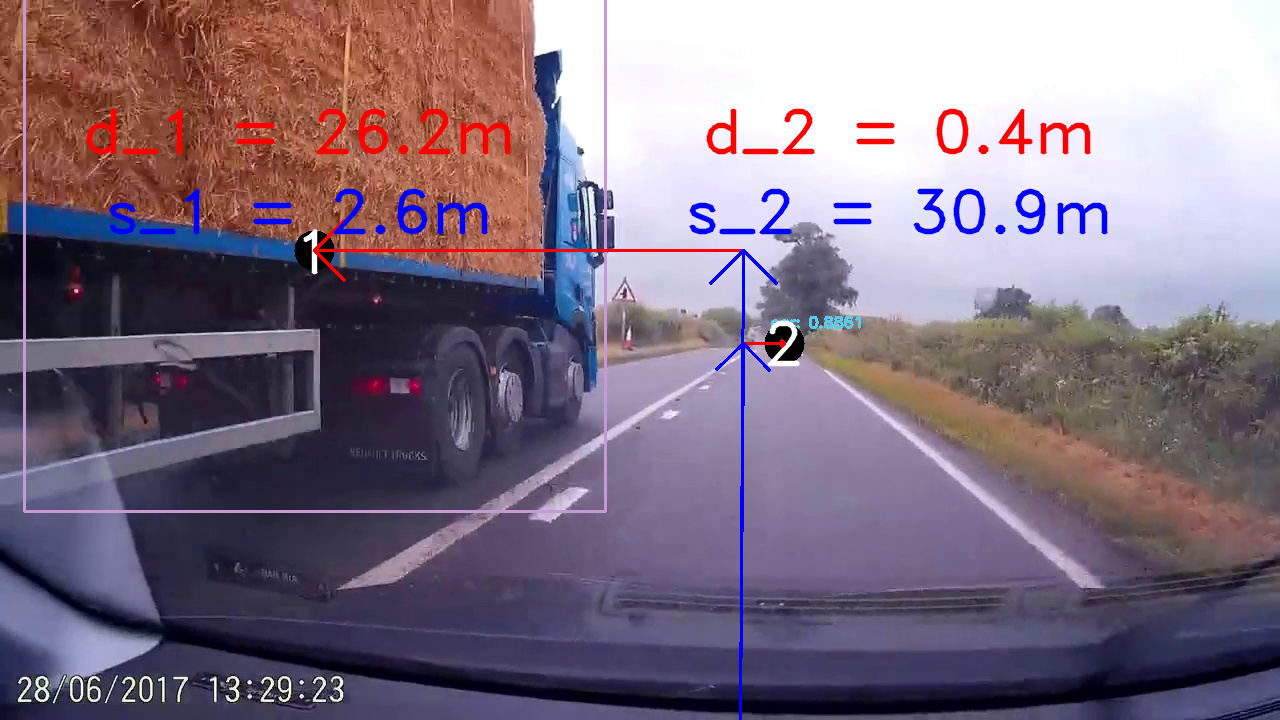 d_1 = 26.2m
d_2 = 0.4m
s_1 = 2.6m
s_2 = 30.9m
1
0.8861
2
RENAULT TRUCKS
28/06/2017 13:29:23